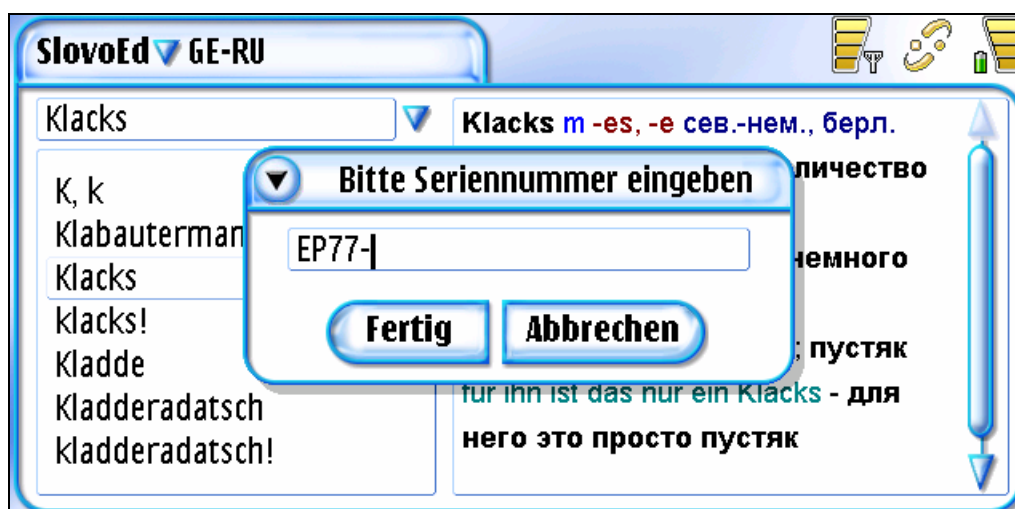 SlovoEd GE-RU
Klacks
K, k
Klabauterman
Klacks
klacks!
Kladde
Kladderadatsch
kladderadatsch!
Klacks m -es, -e сев.-нем., берл.
личество
немного
; пустяк
für ihn ist das nur ein Klacks - для
него это просто пустяк
Bitte Seriennummer eingeben
EP77-
Fertig
Abbrechen